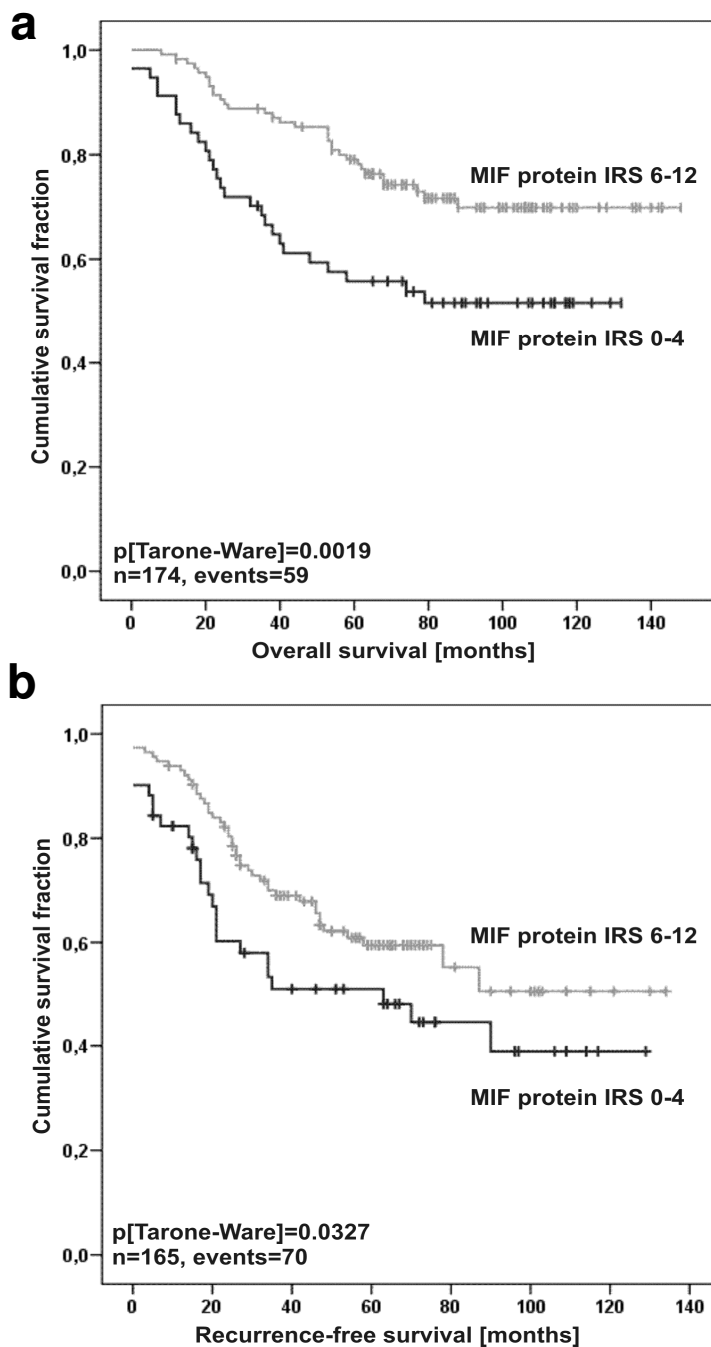 a
1,0
0,8
0,6
0,4
0,2
0,0
Cumulative survival fraction
MIF protein IRS 6-12
MIF protein IRS 0-4
p[Tarone-Ware]=0.0019
n=174, events=59
0 20 40 60 80 100 120 140
Overall survival [months]
b
1,0
0,8
0,6
0,4
0,2
0,0
Cumulative survival fraction
MIF protein IRS 6-12
MIF protein IRS 0-4
p[Tarone-Ware]=0.0327
n=165, events=70
0 20 40 60 80 100 120 140
Recurrence-free survival [months]